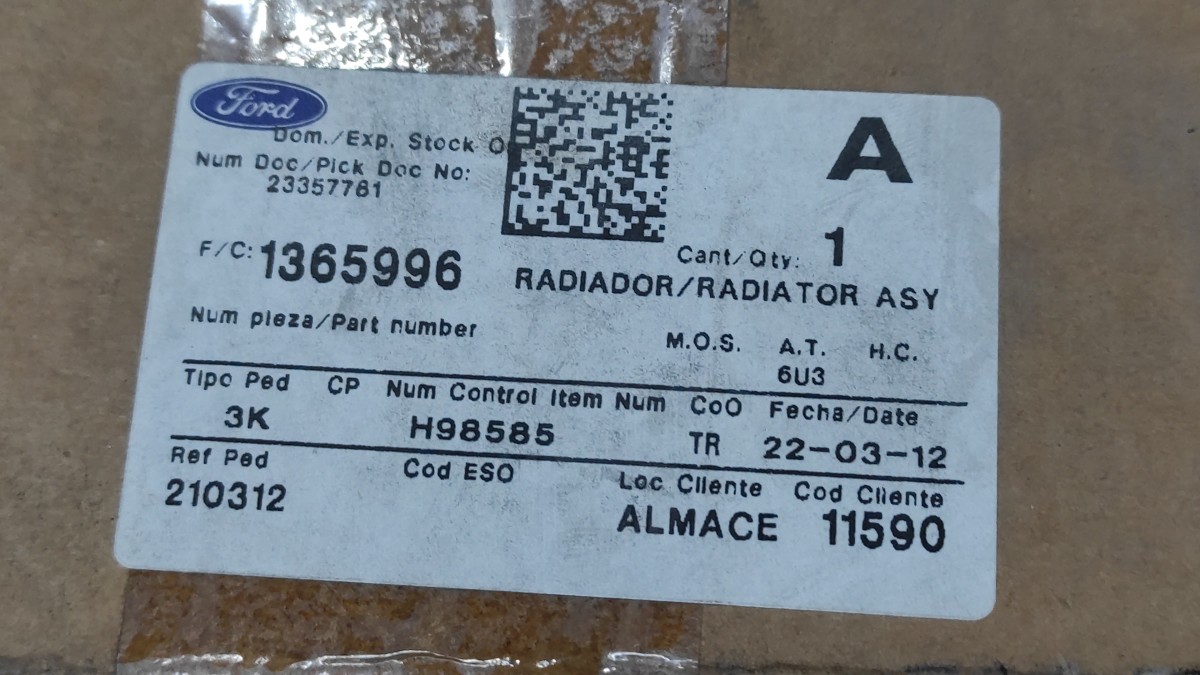 Ford
Dom./Exp. Stock O
Num Doc/Pick Doc No:
23357781
A
F/C: 1365996
Cant/Qty: 1
RADIADOR/RADIATOR ASY
Num pieza/Part number
M.O.S. A.T. H.C.
6U3
Tipo Ped CP Num Control Item Num CoO Fecha/Date
3K H98585 TR 22-03-12
Ref Ped Cod ESO Loc Cliente Cod Cliente
210312 ALMACE 11590